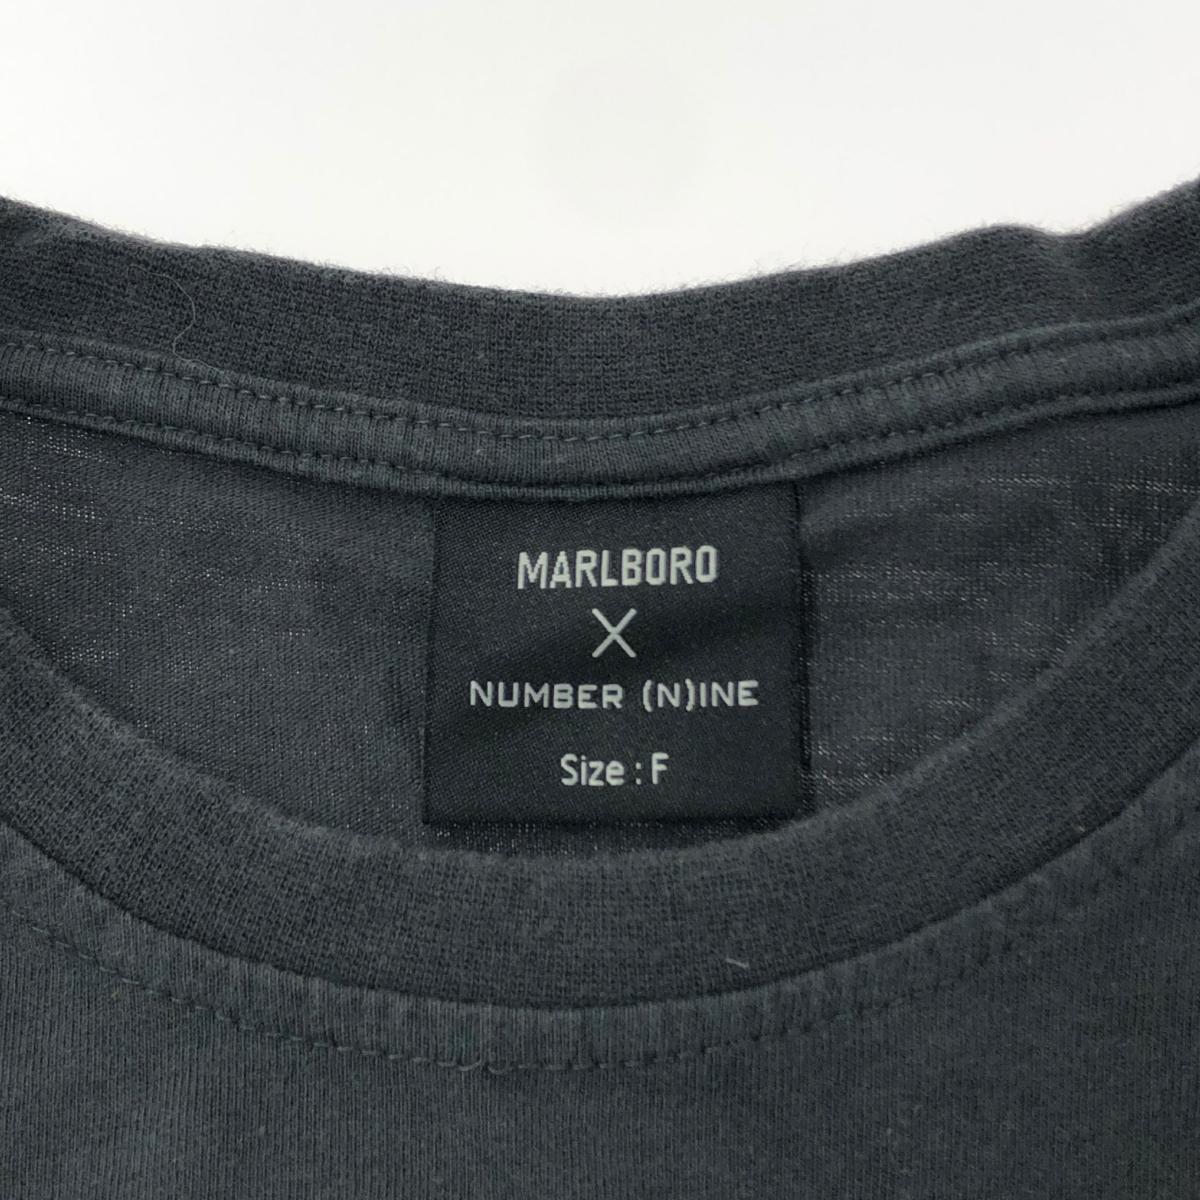 MARLBORO
X
NUMBER (N)INE
Size : F